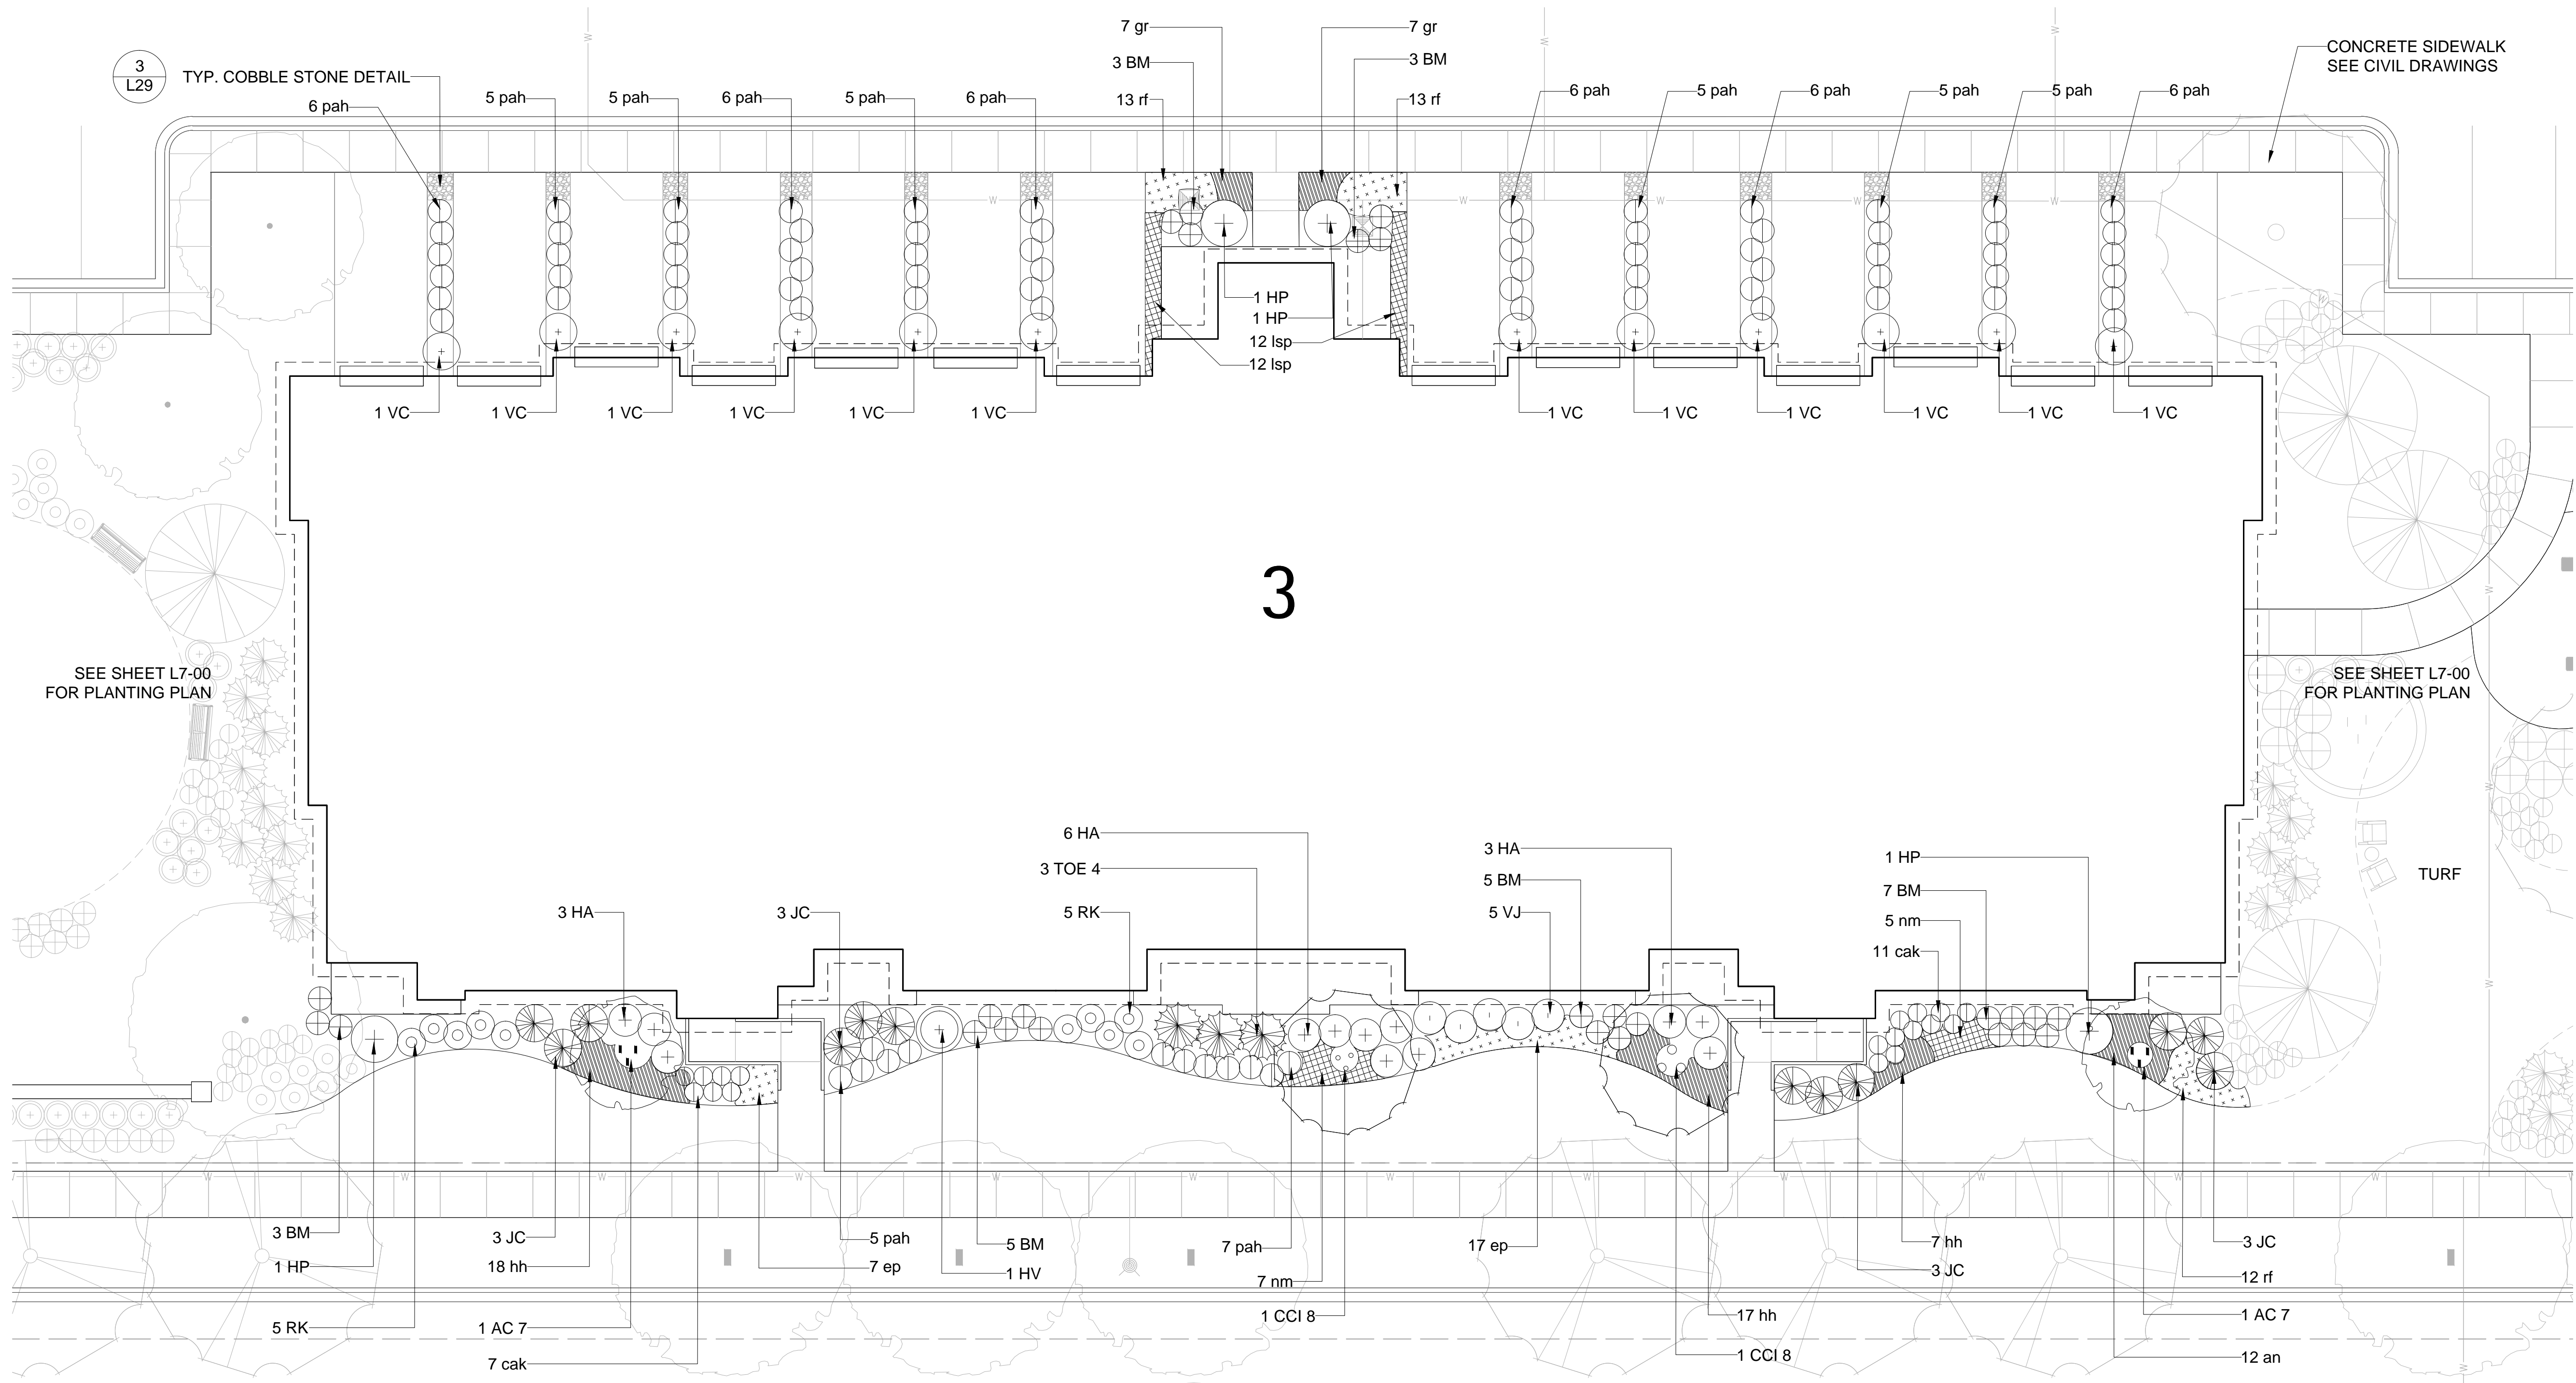 7 gr
7 gr
3 BM
3 BM
13 rf
13 rf
3
L29
TYP. COBBLE STONE DETAIL
CONCRETE SIDEWALK
SEE CIVIL DRAWINGS
6 pah
5 pah
5 pah
6 pah
5 pah
6 pah
6 pah
5 pah
6 pah
5 pah
5 pah
6 pah
W
W
W
W
W
W
W
W
W
W
1 HP
1 HP
12 lsp
12 lsp
1 VC
1 VC
1 VC
1 VC
1 VC
1 VC
1 VC
1 VC
1 VC
1 VC
1 VC
1 VC
3
W
SEE SHEET L7-00
FOR PLANTING PLAN
SEE SHEET L7-00
FOR PLANTING PLAN
W
TURF
6 HA
3 TOE 4
5 RK
3 HA
3 JC
3 HA
5 BM
5 VJ
1 HP
7 BM
5 nm
11 cak
W
W
W
W
W
W
W
W
W
W
W
W
W
W
3 BM
1 HP
5 RK
3 JC
18 hh
1 AC 7
7 cak
5 pah
7 ep
5 BM
1 HV
7 pah
7 nm
1 CCI 8
17 ep
17 hh
1 CCI 8
7 hh
3 JC
3 JC
12 rf
1 AC 7
12 an
W